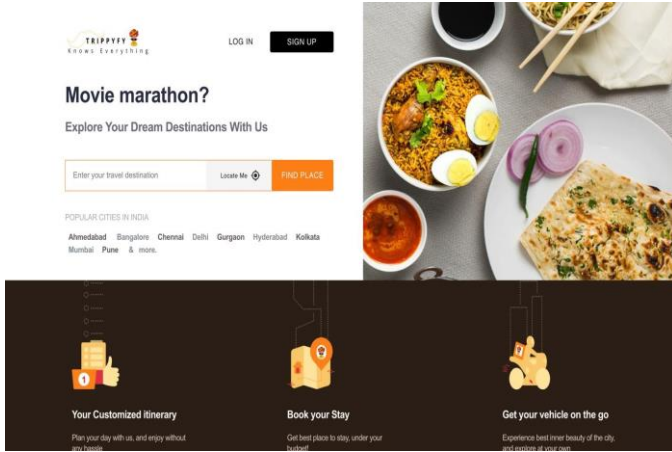 TRIPPYFY
Knows Everything
LOG IN
SIGN UP
Movie marathon?
Explore Your Dream Destinations With Us
Enter your travel destination
Locate Me
FIND PLACE
POPULAR CITIES IN INDIA
Ahmedabad Bangalore Chennai Delhi Gurgaon Hyderabad Kolkata
Mumbai Pune & more.
1
Your Customized itinerary
Plan your day with us, and enjoy without
any hassle
Book your Stay
Get best place to stay, under your
budget!
Get your vehicle on the go
Experience best inner beauty of the city,
and explore at your own